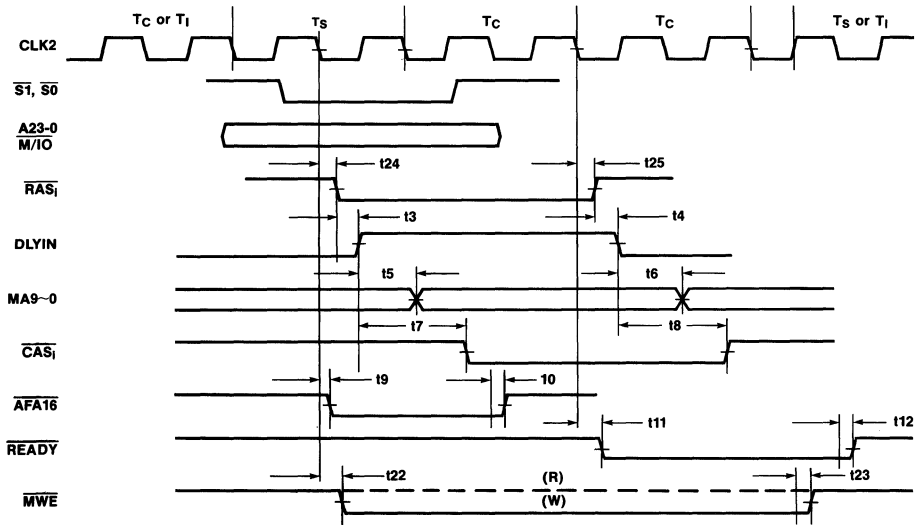 TC or TI TS TC TC TS or TI
CLK2
S1, S0
A23-0
M/IO
t24 t25
RASi
t3 t4
DLYIN
t5 t6
MA9~0
t7 t8
CASi
t9 10
AFA16
t11 t12
READY
t22 (R) t23
MWE (W)